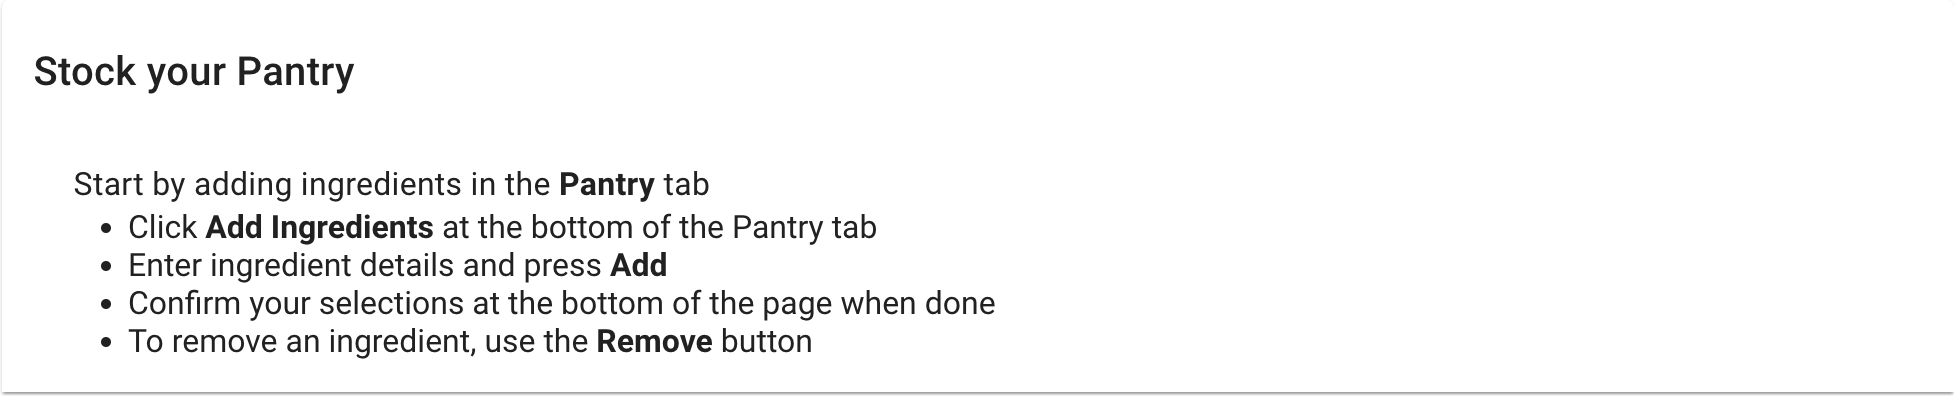 Stock your Pantry
Start by adding ingredients in the Pantry tab
Click Add Ingredients at the bottom of the Pantry tab
Enter ingredient details and press Add
Confirm your selections at the bottom of the page when done
To remove an ingredient, use the Remove button